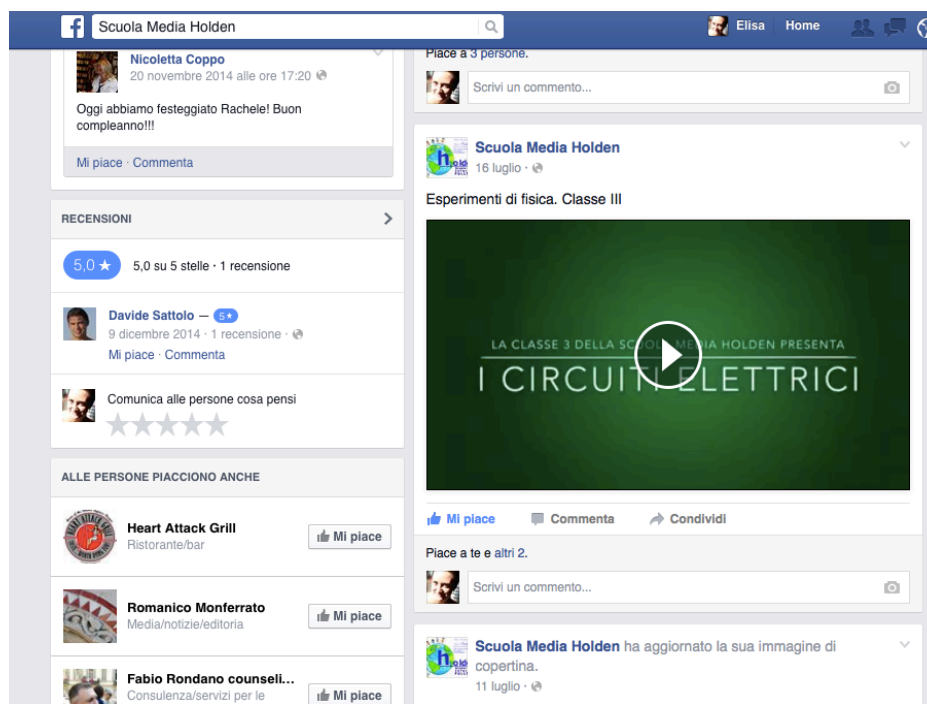 Scuola Media Holden
Elisa
Home
Nicoletta Coppo
20 novembre 2014 alle ore 17:20
Oggi abbiamo festeggiato Rachele! Buon
compleanno!!!
Mi piace · Commenta
RECENSIONI
5,0 ★
5,0 su 5 stelle · 1 recensione
Davide Sattolo — 5★
9 dicembre 2014 · 1 recensione ·
Mi piace · Commenta
Comunica alle persone cosa pensi
ALLE PERSONE PIACCIONO ANCHE
Heart Attack Grill
Ristorante/bar
Mi piace
Romanico Monferrato
Media/notizie/editoria
Mi piace
Fabio Rondano counseli...
Consulenza/servizi per le
Mi piace
Piace a 3 persone.
Scrivi un commento...
Scuola Media Holden
16 luglio ·
Esperimenti di fisica. Classe III
LA CLASSE 3 DELLA SCUOLA MEDIA HOLDEN PRESENTA
I CIRCUITI ELETTRICI
Mi piace
Commenta
Condividi
Piace a te e altri 2.
Scrivi un commento...
Scuola Media Holden ha aggiornato la sua immagine di
copertina.
11 luglio ·